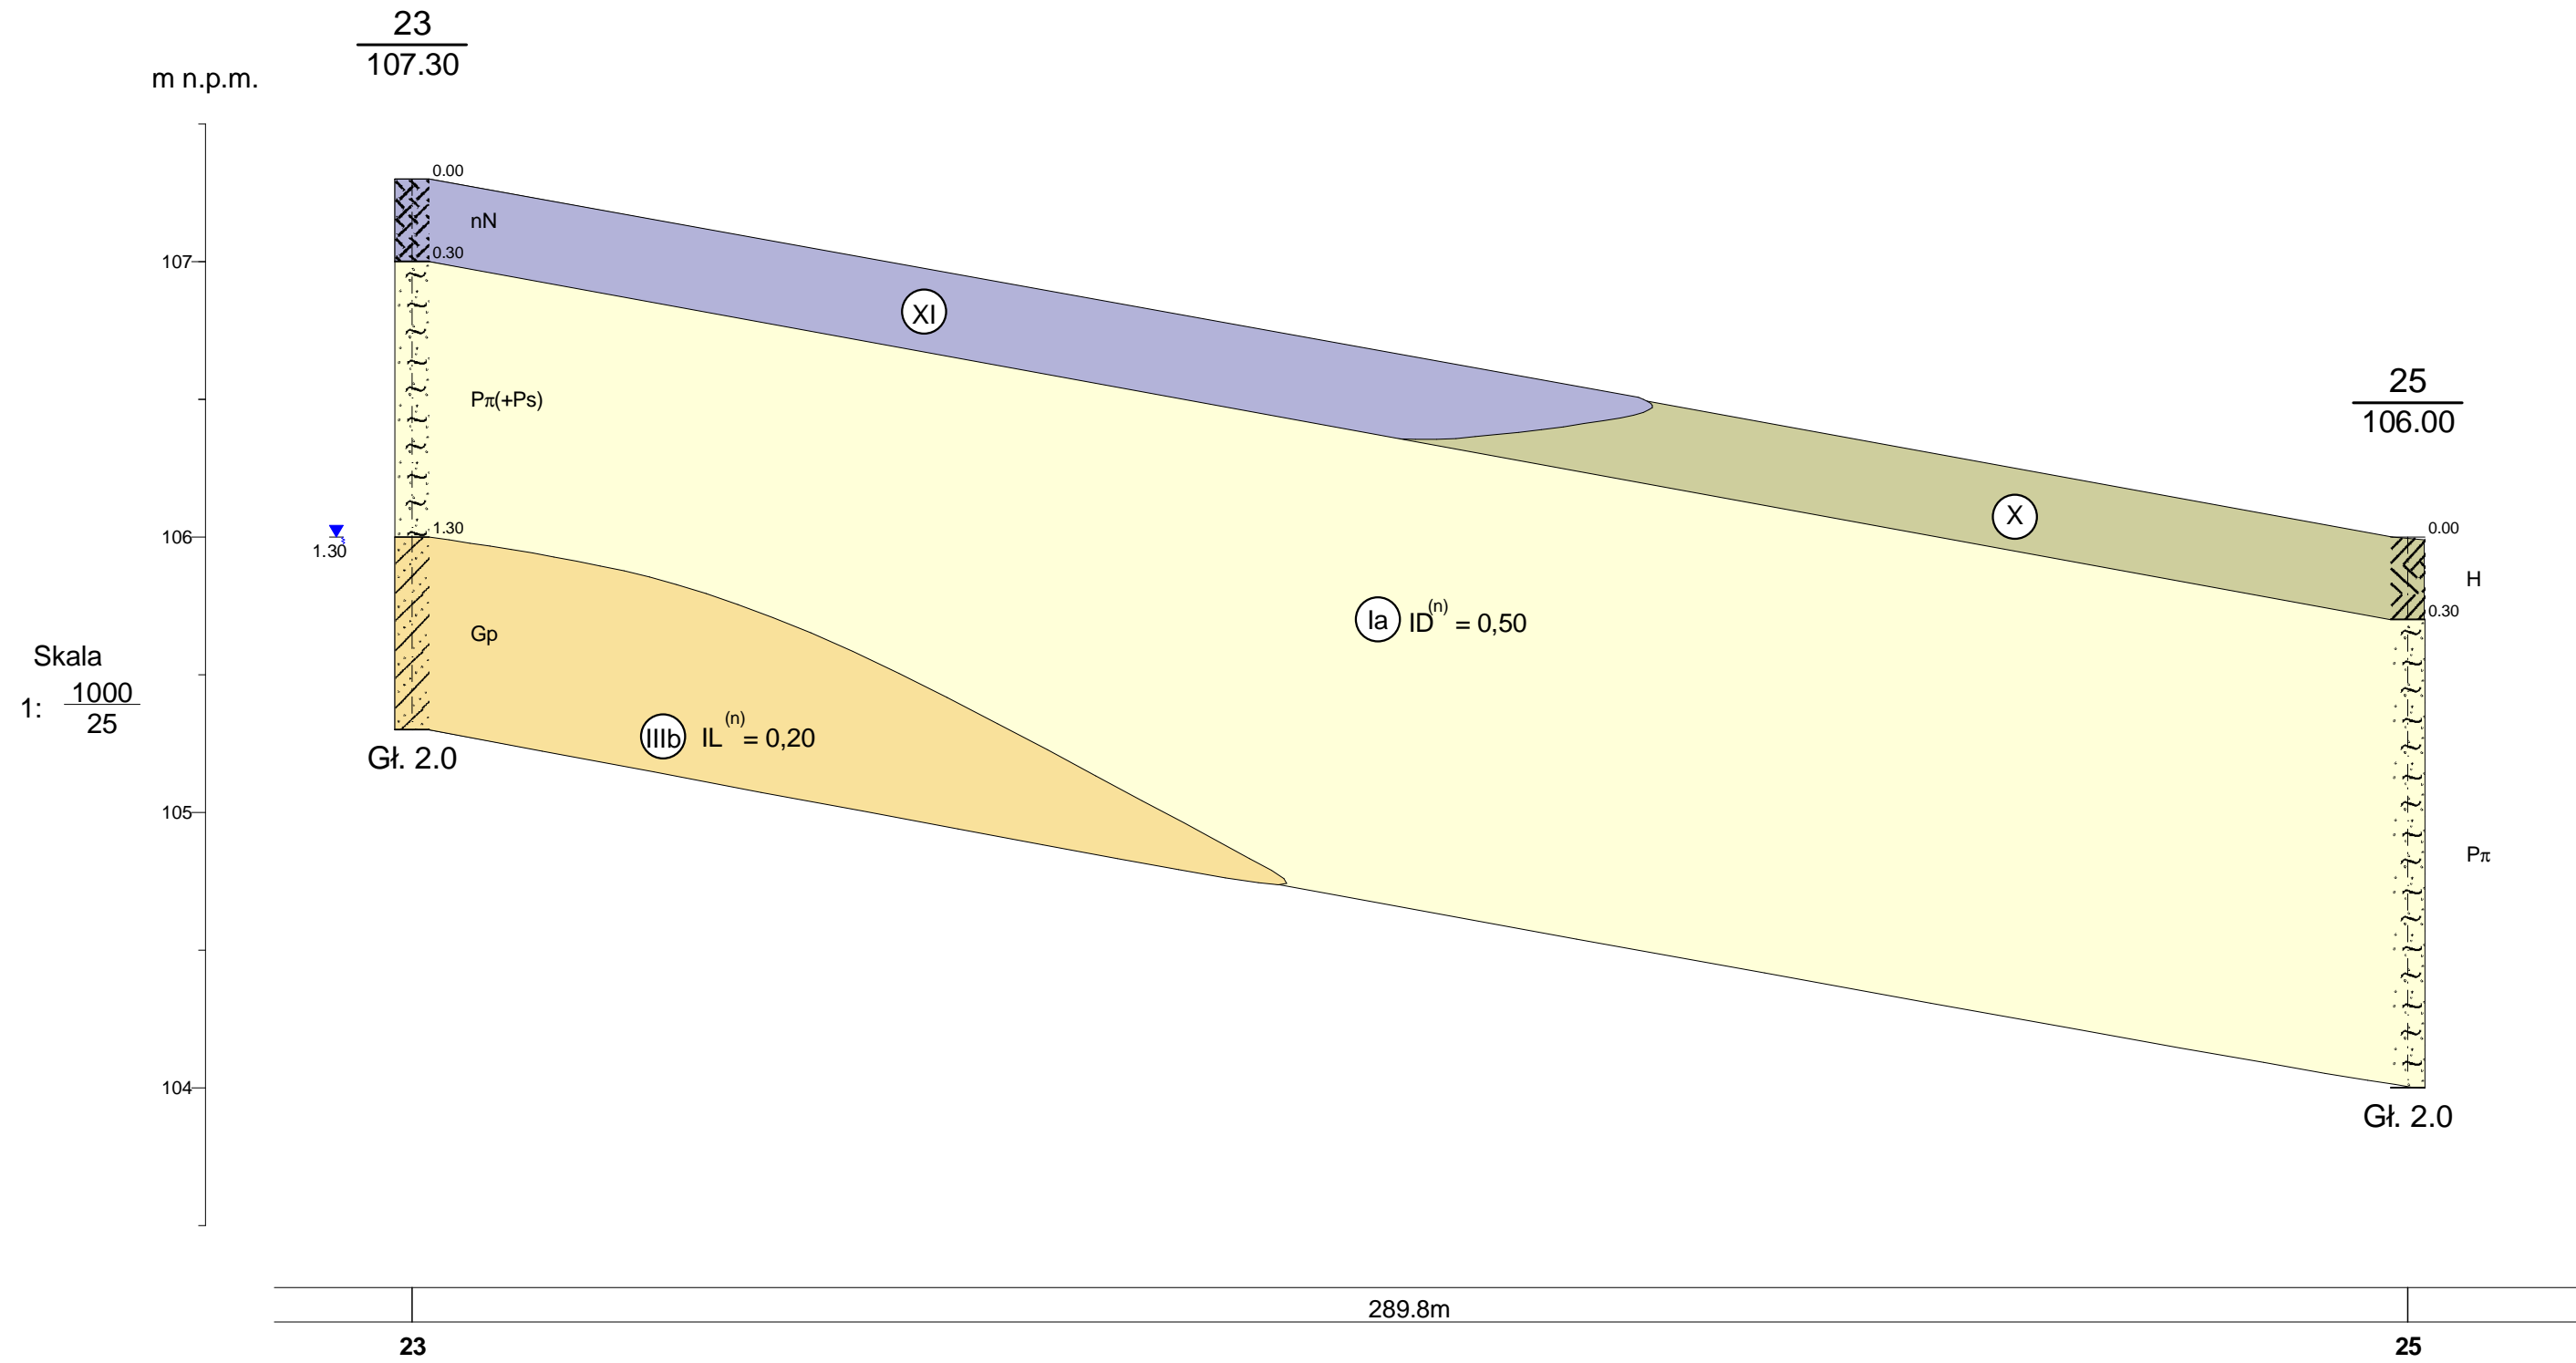 23
107.30
m n.p.m.
0.00
nN
107
0.30
XI
25
106.00
Pπ(+Ps)
106
1.30
1.30
X
0.00
H
0.30
Ia ID(n) = 0,50
Gp
Skala
1: 1000
25
IIIb IL(n) = 0,20
Gł. 2.0
105
Pπ
104
Gł. 2.0
289.8m
23
25